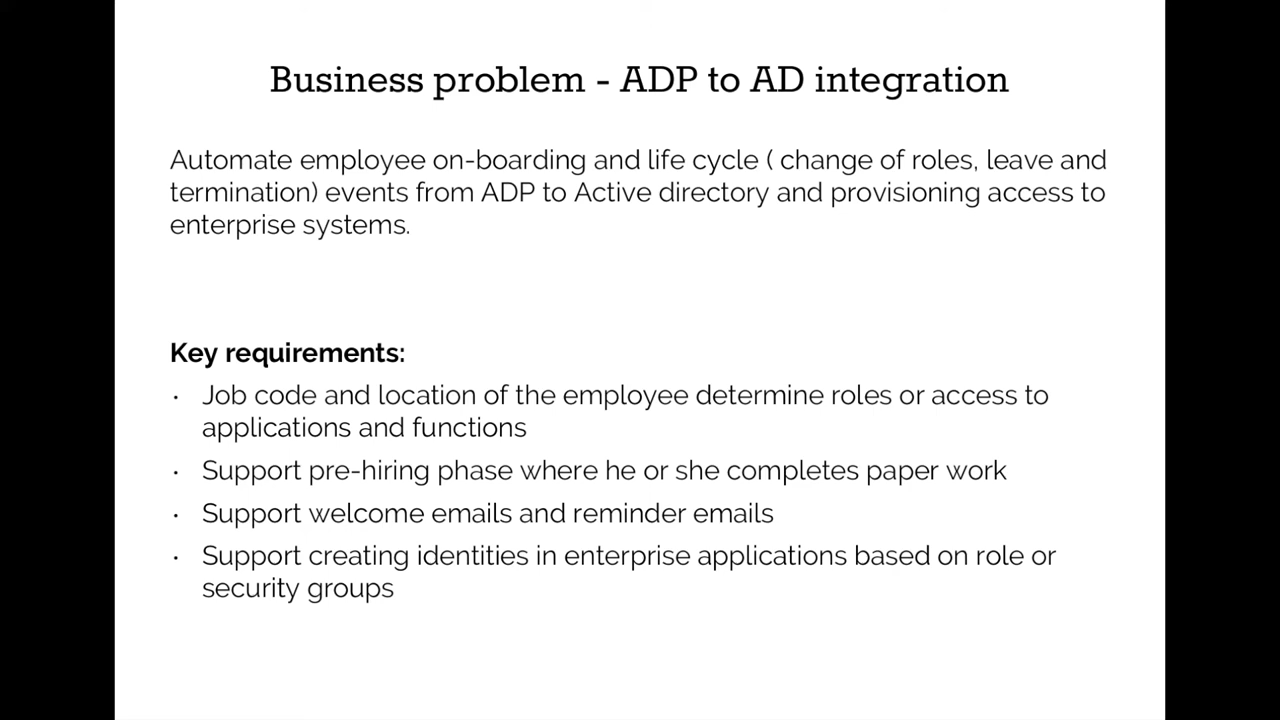 Business problem - ADP to AD integration
Automate employee on-boarding and life cycle ( change of roles, leave and
termination) events from ADP to Active directory and provisioning access to
enterprise systems.
Key requirements:
· Job code and location of the employee determine roles or access to
applications and functions
· Support pre-hiring phase where he or she completes paper work
· Support welcome emails and reminder emails
· Support creating identities in enterprise applications based on role or
security groups